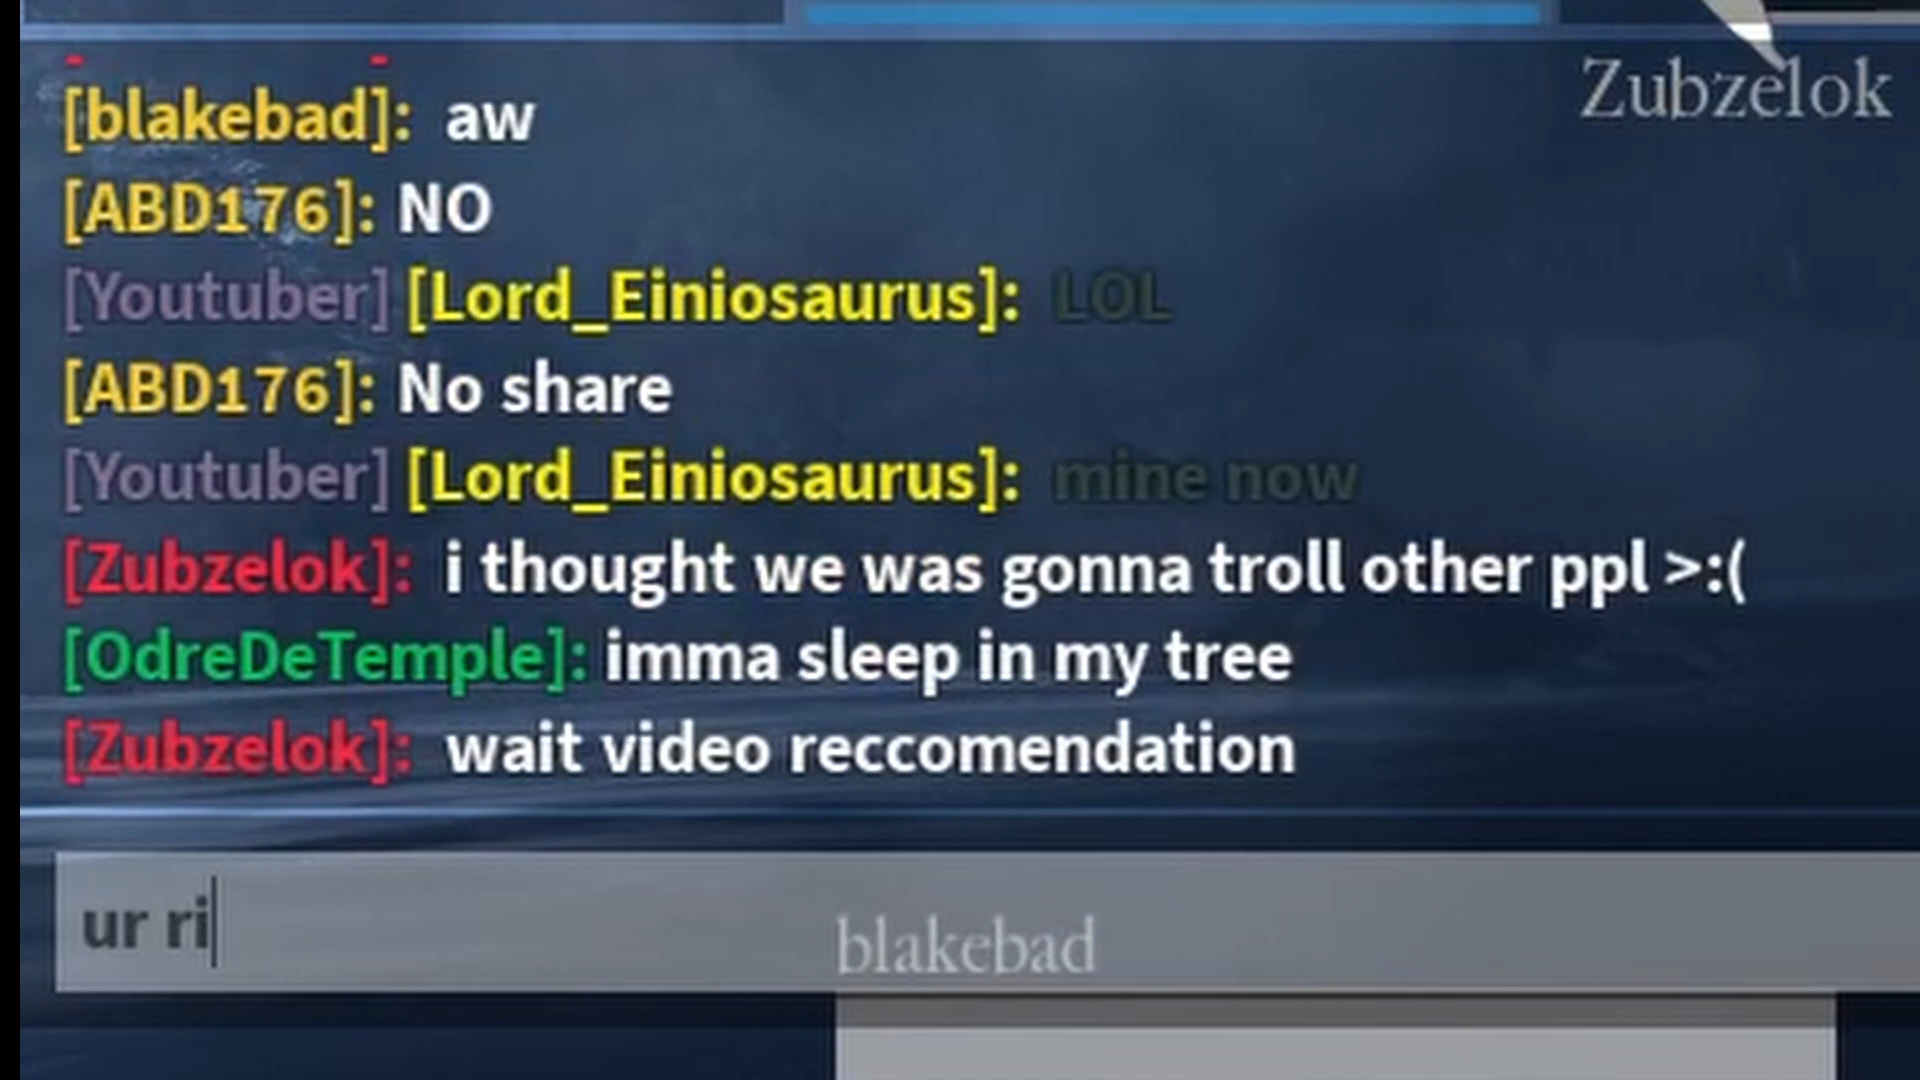 Zubzelok
[blakebad]: aw
[ABD176]: NO
[Youtuber] [Lord_Einiosaurus]: LOL
[ABD176]: No share
[Youtuber] [Lord_Einiosaurus]: mine now
[Zubzelok]: i thought we was gonna troll other ppl >:(
[OdreDeTemple]: imma sleep in my tree
[Zubzelok]: wait video reccomendation
ur ri
blakebad